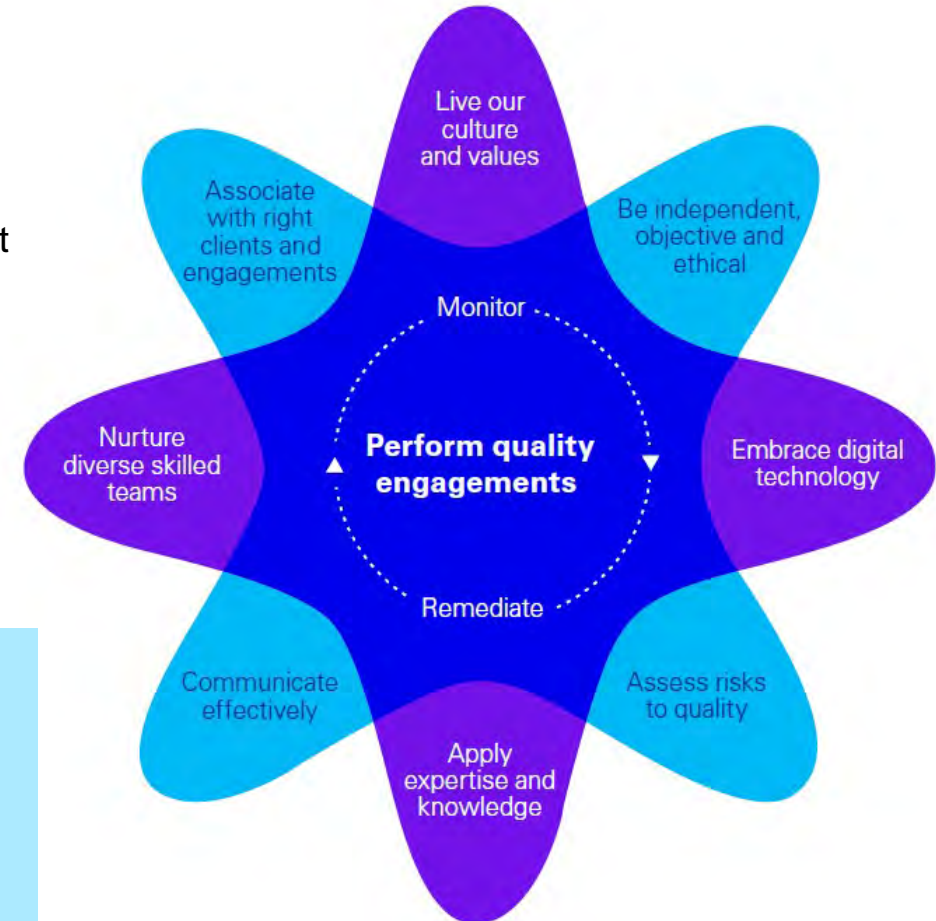 Live our
culture
and values
Be independent,
objective and
ethical
Embrace digital
technology
Assess risks
to quality
Apply
expertise and
knowledge
Communicate
effectively
Nurture
diverse skilled
teams
Associate
with right
clients and
engagements
Monitor
Perform quality
engagements
Remediate
t